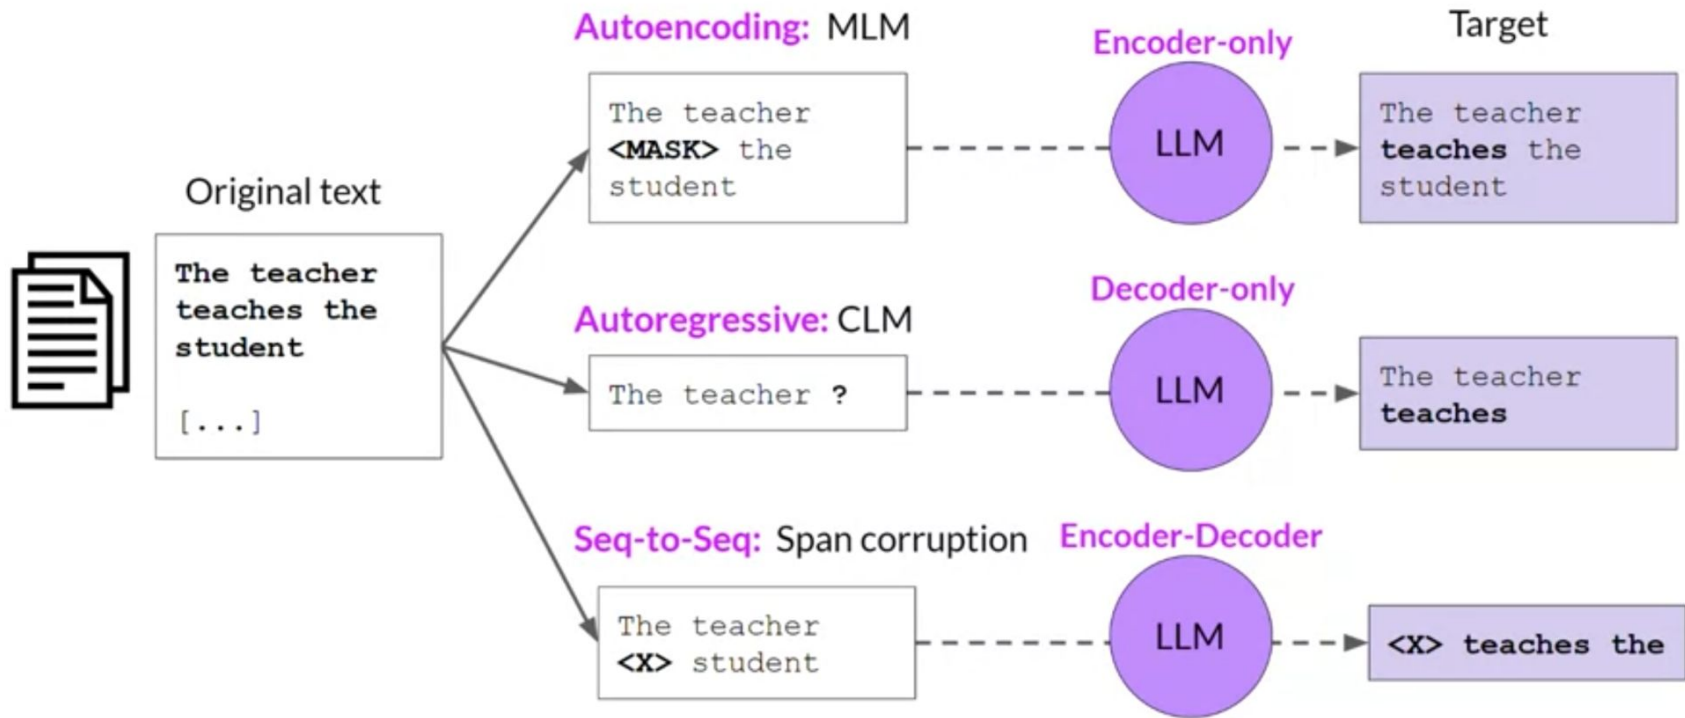 Original text
The teacher
teaches the
student
[...]
Autoencoding: MLM
The teacher
<MASK> the
student
Encoder-only
LLM
Target
The teacher
teaches the
student
Autoregressive: CLM
The teacher ?
Decoder-only
LLM
The teacher
teaches
Seq-to-Seq: Span corruption
The teacher
<X> student
Encoder-Decoder
LLM
<X> teaches the